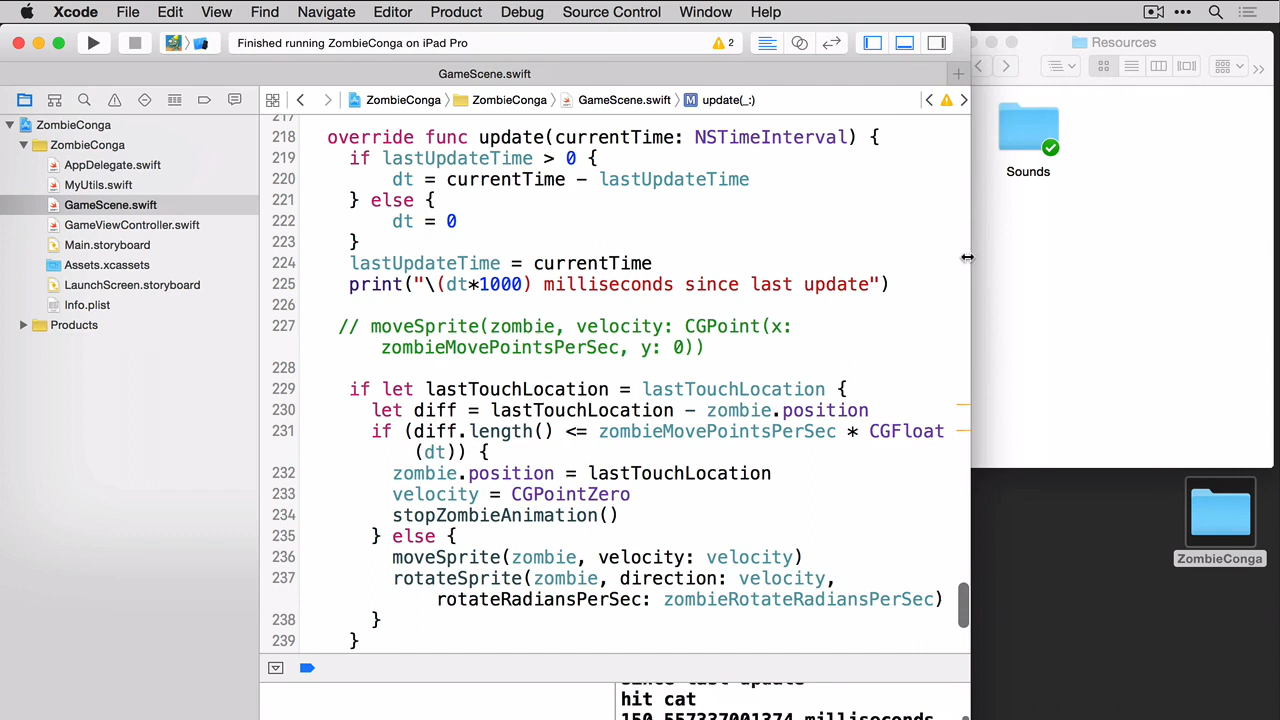 Xcode File Edit View Find Navigate Editor Product Debug Source Control Window Help
Finished running ZombieConga on iPad Pro 2
Resources
GameScene.swift
ZombieConga ZombieConga GameScene.swift M update(_:)
ZombieConga
ZombieConga
AppDelegate.swift
MyUtils.swift
GameScene.swift
GameViewController.swift
Main.storyboard
Assets.xcassets
LaunchScreen.storyboard
Info.plist
Products
217
218 override func update(currentTime: NSTimeInterval) {
219 if lastUpdateTime > 0 {
220 dt = currentTime - lastUpdateTime
221 } else {
222 dt = 0
223 }
224 lastUpdateTime = currentTime
225 print("\(dt*1000) milliseconds since last update")
226
227 // moveSprite(zombie, velocity: CGPoint(x:
zombieMovePointsPerSec, y: 0))
228
229 if let lastTouchLocation = lastTouchLocation {
230 let diff = lastTouchLocation - zombie.position
231 if (diff.length() <= zombieMovePointsPerSec * CGFloat
(dt)) {
232 zombie.position = lastTouchLocation
233 velocity = CGPointZero
234 stopZombieAnimation()
235 } else {
236 moveSprite(zombie, velocity: velocity)
237 rotateSprite(zombie, direction: velocity,
rotateRadiansPerSec: zombieRotateRadiansPerSec)
238 }
239 }
since last update
hit cat
150.557337001374 milliseconds
Sounds
ZombieConga